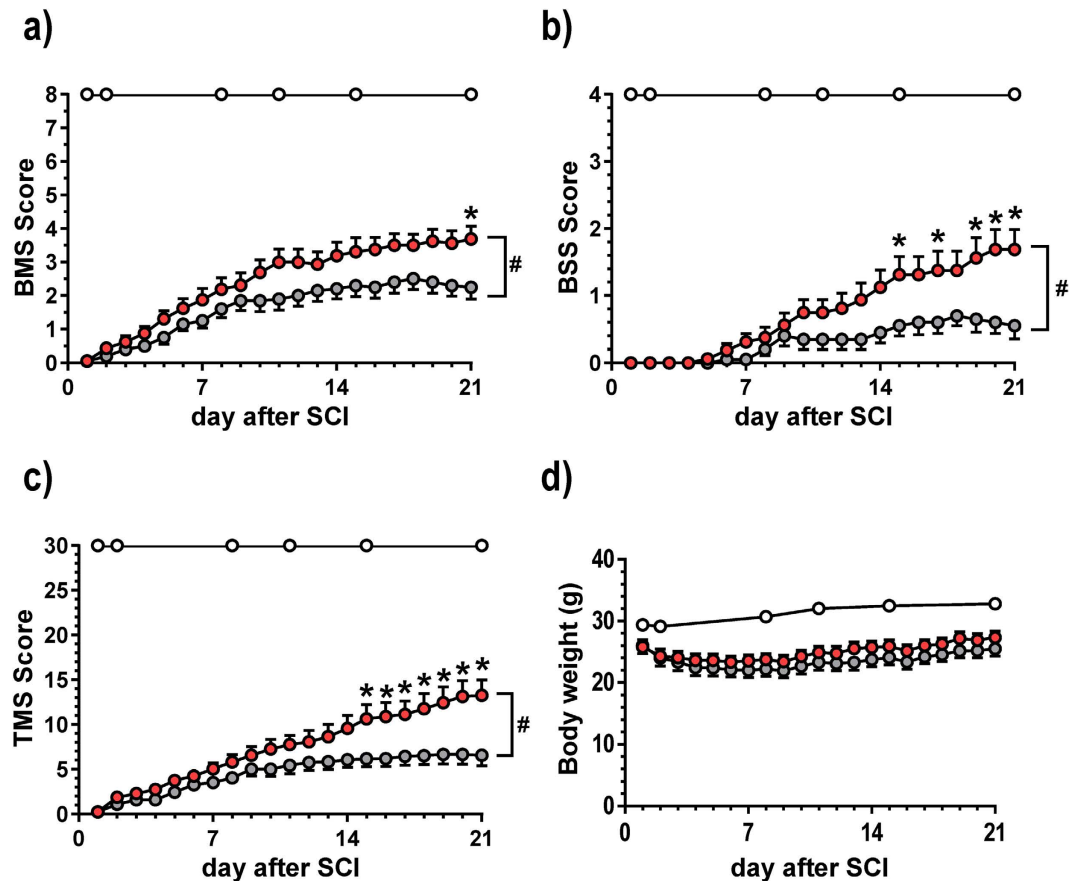 a)
BMS Score
8
7
6
5
4
3
2
1
0
*
#
0 7 14 21
day after SCI
b)
BSS Score
4
3
2
1
0
* * * * *
#
0 7 14 21
day after SCI
c)
TMS Score
30
25
20
15
10
5
0
* * * * * * *
#
0 7 14 21
day after SCI
d)
Body weight (g)
40
30
20
10
0
0 7 14 21
day after SCI